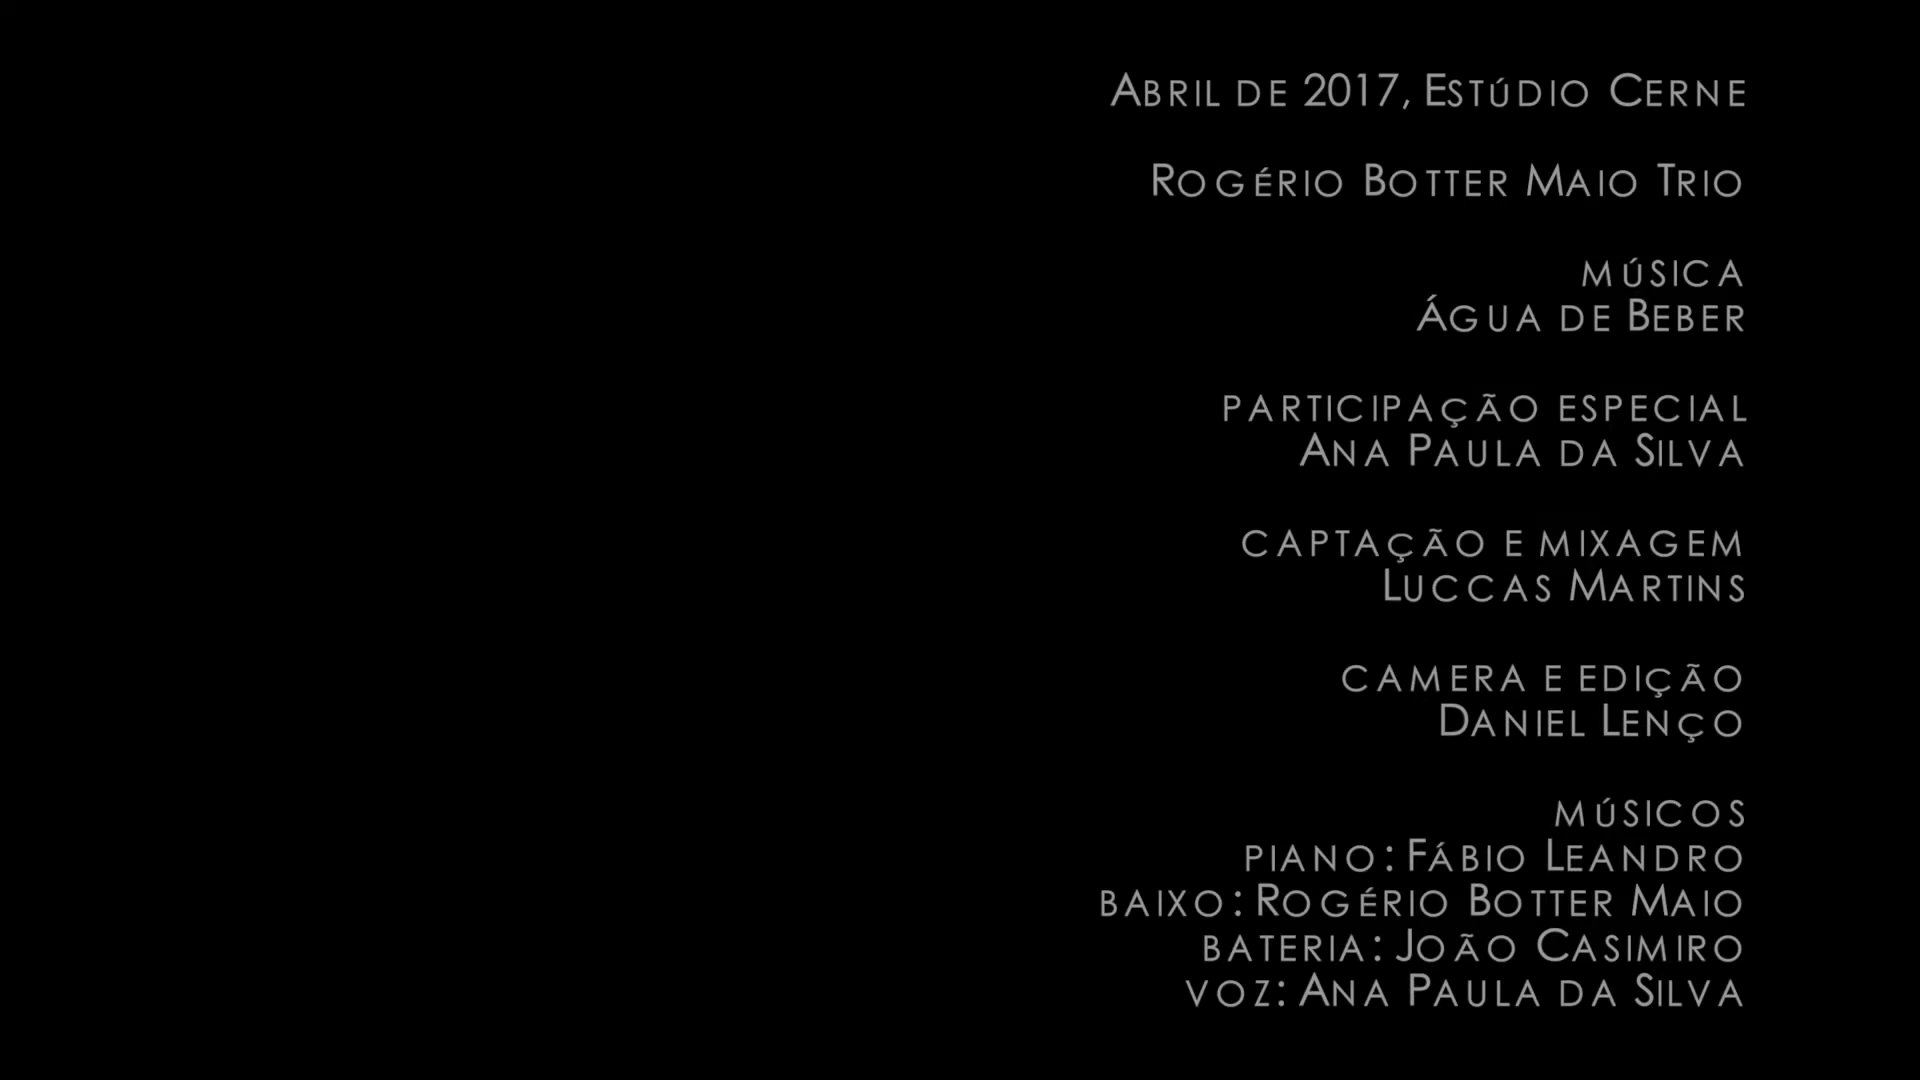 Abril de 2017, Estúdio Cerne
Rogério Botter Maio Trio
música
Água de Beber
participação especial
Ana Paula da Silva
captação e mixagem
Luccas Martins
camera e edição
Daniel Lenço
músicos
piano: Fábio Leandro
baixo: Rogério Botter Maio
bateria: João Casimiro
voz: Ana Paula da Silva